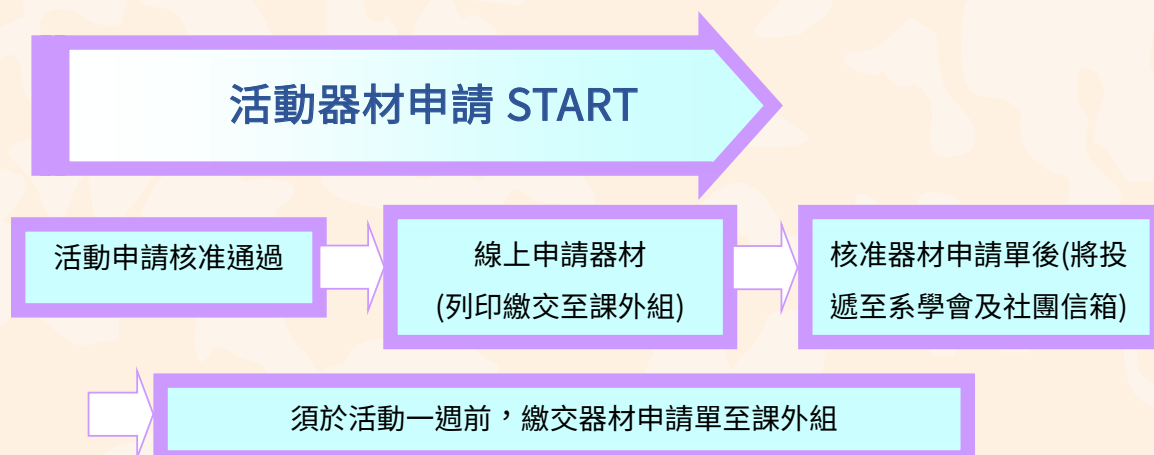 活動器材申請 START
活動申請核准通過
線上申請器材
(列印繳交至課外組)
核准器材申請單後(將投
遞至系學會及社團信箱)
須於活動一週前，繳交器材申請單至課外組